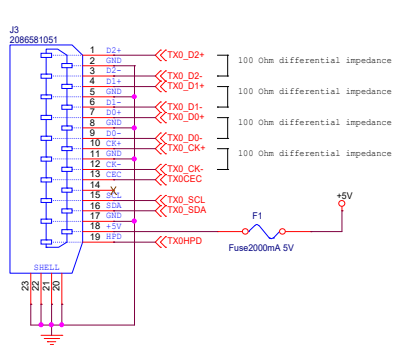 J3
2086581051
1 D2+ TX0_D2+
2 GND
100 Ohm differential impedance
3 D2- TX0_D2-
4 D1+ TX0_D1+
5 GND
100 Ohm differential impedance
6 D1- TX0_D1-
7 D0+ TX0_D0+
8 GND
100 Ohm differential impedance
9 D0- TX0_D0-
10 CK+ TX0_CK+
11 GND
100 Ohm differential impedance
12 CK- TX0_CK-
13 CEC TX0CEC
14
15 SCL TX0_SCL
16 SDA TX0_SDA
17 GND
18 +5V
19 HPD TX0HPD
+5V
F1
Fuse2000mA 5V
SHELL
23 22 21 20